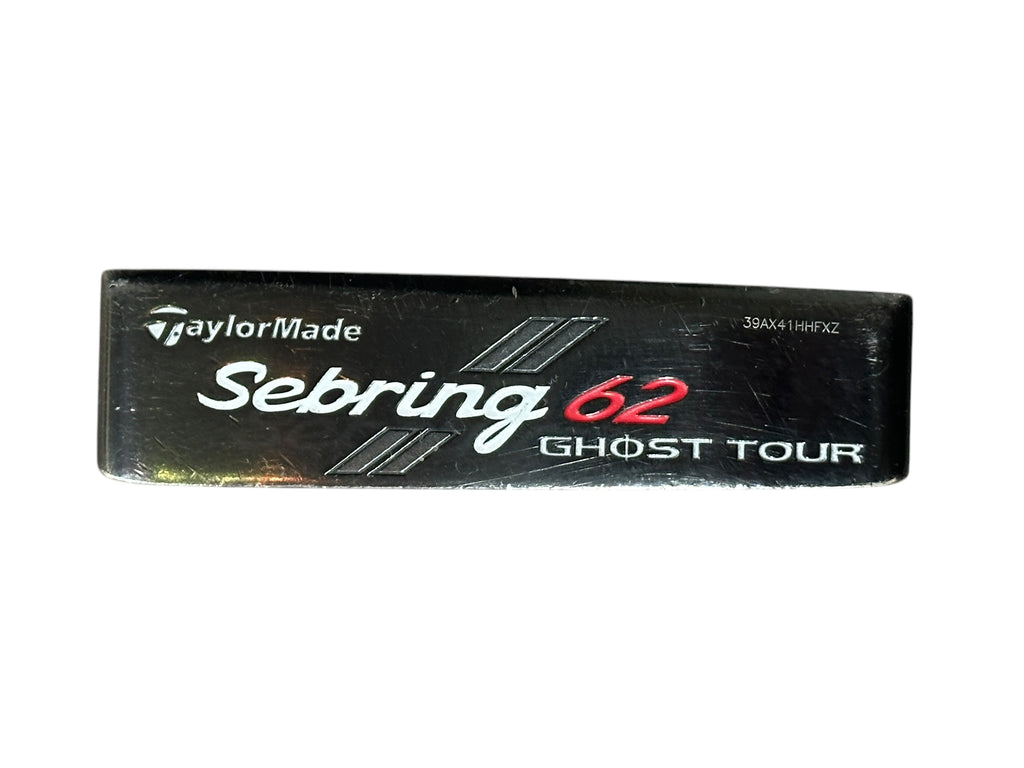 TaylorMade
39AX41HHFXZ
Sebring 62
GHOST TOUR